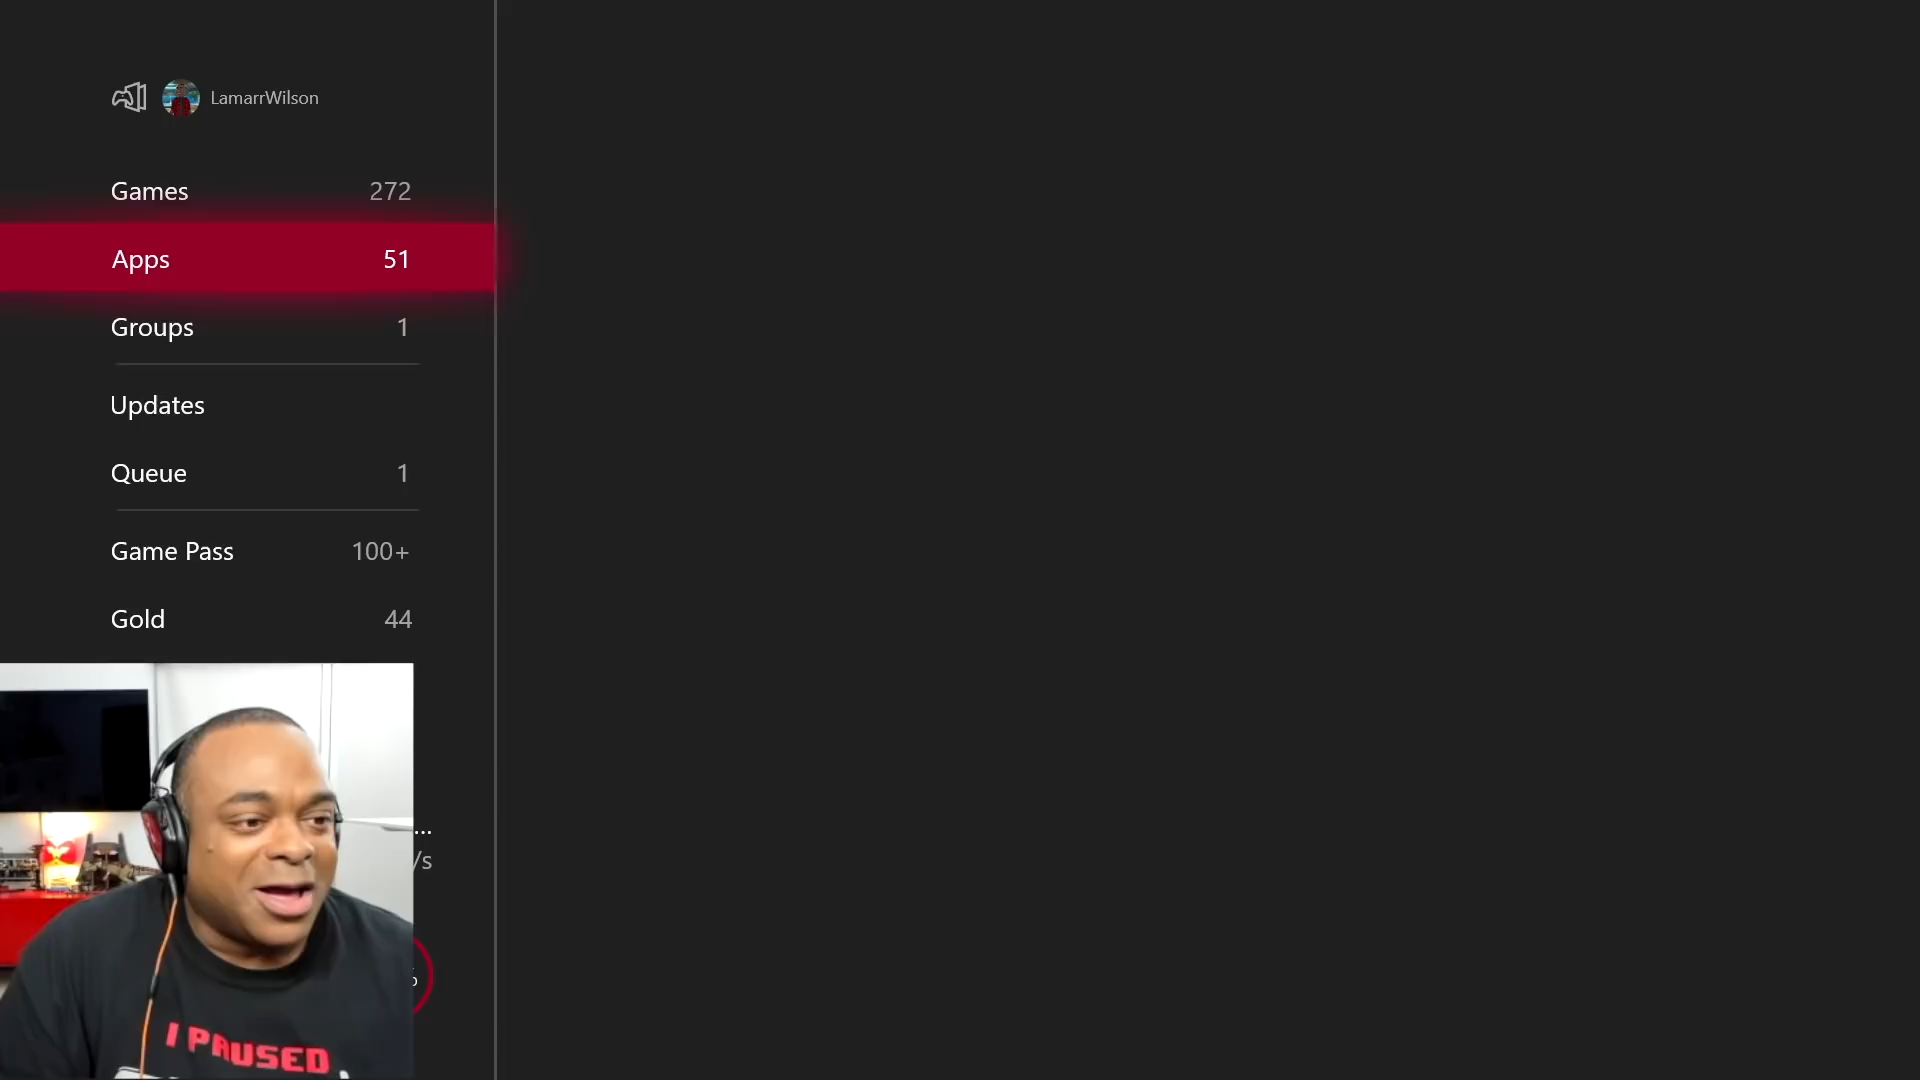 LamarrWilson
Games 272
Apps 51
Groups 1
Updates
Queue 1
Game Pass 100+
Gold 44
...
/s
I PAUSED